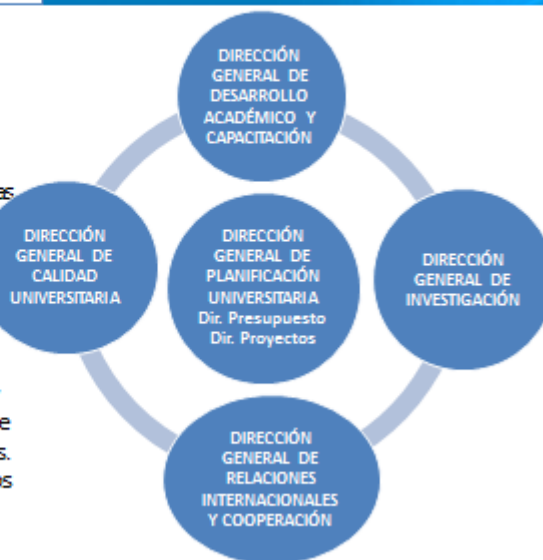 DIRECCIÓN
GENERAL DE
DESARROLLO
ACADÉMICO Y
CAPACITACIÓN
DIRECCIÓN
GENERAL DE
CALIDAD
UNIVERSITARIA
DIRECCIÓN
GENERAL DE
PLANIFICACIÓN
UNIVERSITARIA
Dir. Presupuesto
Dir. Proyectos
DIRECCIÓN
GENERAL DE
INVESTIGACIÓN
DIRECCIÓN
GENERAL DE
RELACIONES
INTERNACIONALES
Y COOPERACIÓN